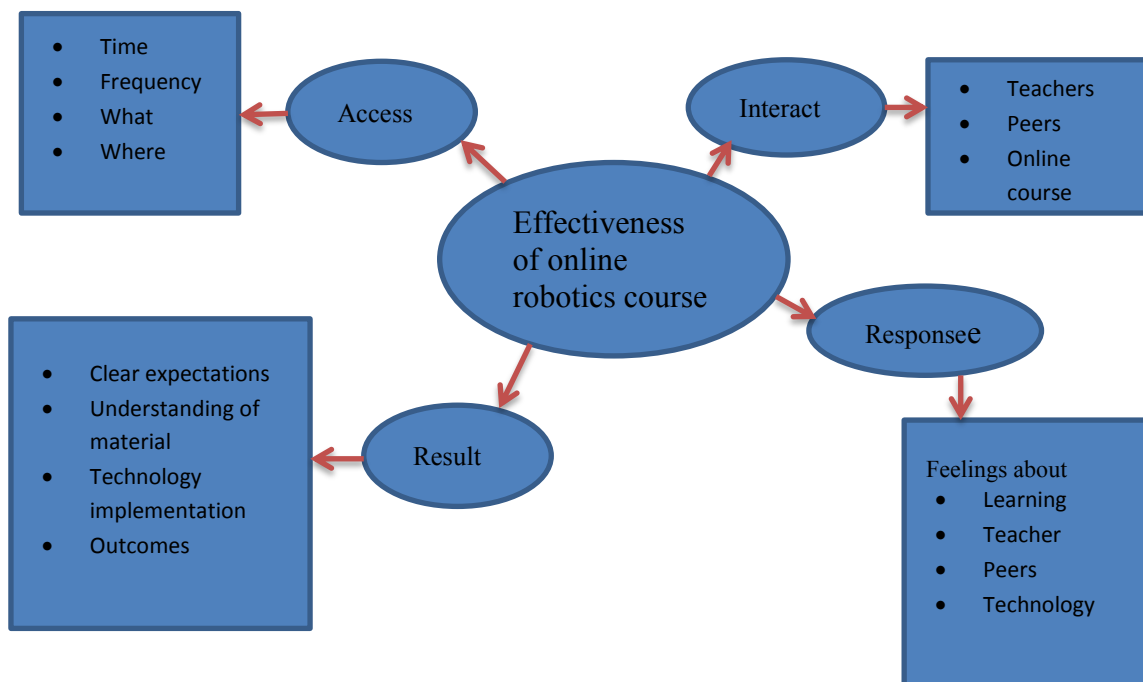 • Time
• Frequency
• What
• Where
Access
Interact
• Teachers
• Peers
• Online
course
Effectiveness
of online
robotics course
Responsee
• Clear expectations
• Understanding of
material
• Technology
implementation
• Outcomes
Result
Feelings about
• Learning
• Teacher
• Peers
• Technology